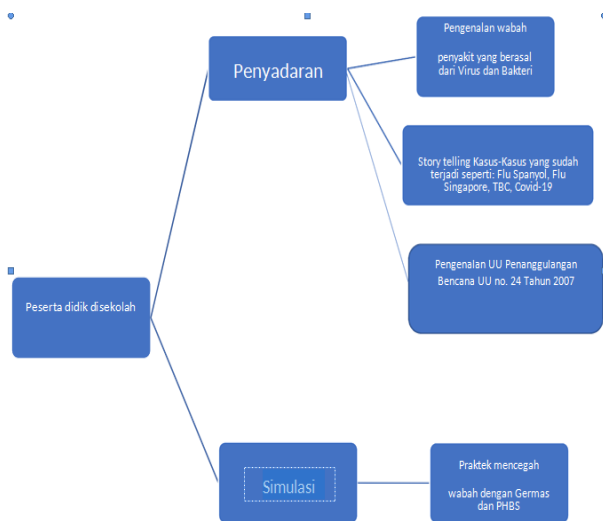 Penyadaran
Pengenalan wabah
penyakit yang berasal
dari Virus dan Bakteri
Story telling Kasus-Kasus yang sudah
terjadi seperti: Flu Spanyol, Flu
Singapore, TBC, Covid-19
Pengenalan UU Penanggulangan
Bencana UU no. 24 Tahun 2007
Peserta didik disekolah
Simulasi
Praktek mencegah
wabah dengan Germas
dan PHBS